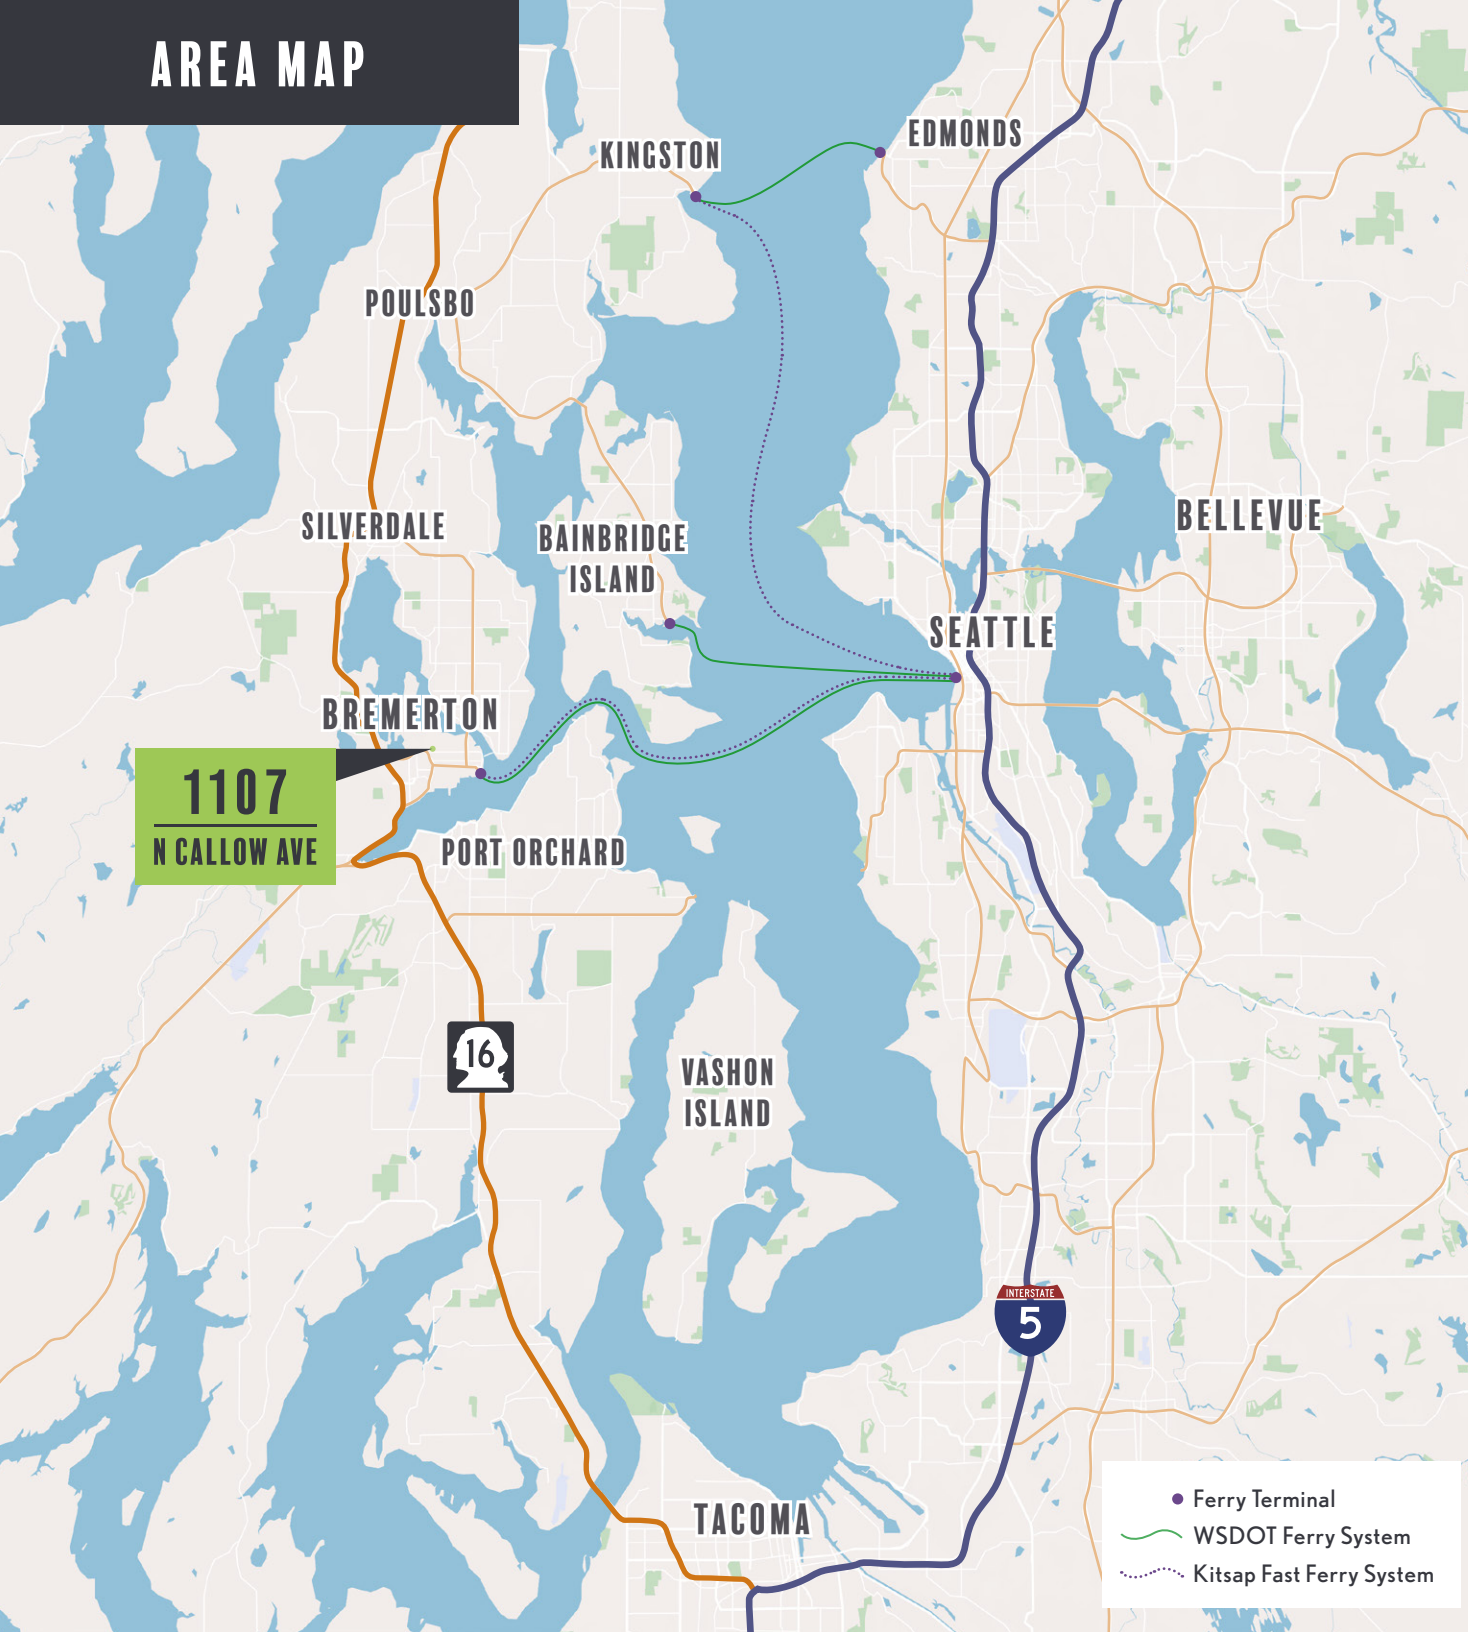 AREA MAP
KINGSTON
EDMONDS
POULSBO
SILVERDALE
BAINBRIDGE
ISLAND
BELLEVUE
SEATTLE
BREMERTON
1107
N CALLOW AVE
PORT ORCHARD
16
VASHON
ISLAND
INTERSTATE
5
TACOMA
Ferry Terminal
WSDOT Ferry System
Kitsap Fast Ferry System